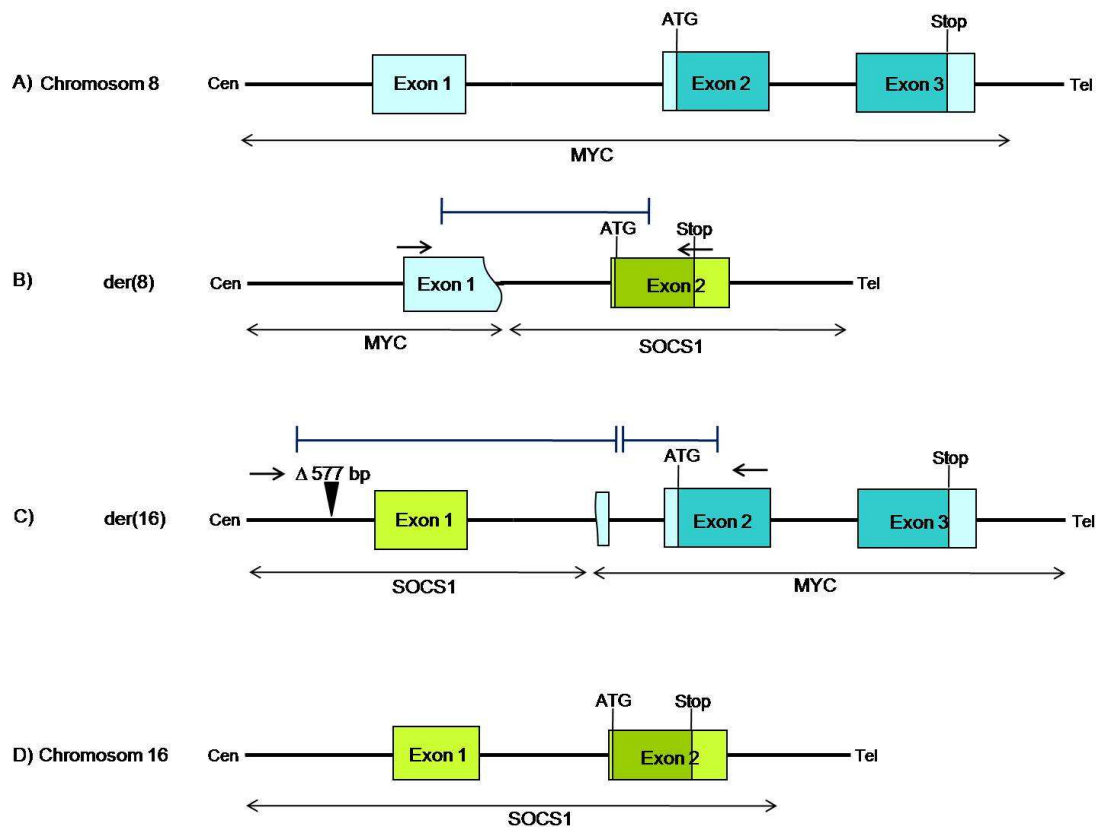 ATG Stop
A) Chromosom 8 Cen Exon 1 Exon 2 Exon 3 Tel
MYC
ATG Stop
B) der(8) Cen Exon 1 Exon 2 Tel
MYC SOCS1
Δ 577 bp ATG Stop
C) der(16) Cen Exon 1 Exon 2 Exon 3 Tel
SOCS1 MYC
ATG Stop
D) Chromosom 16 Cen Exon 1 Exon 2 Tel
SOCS1